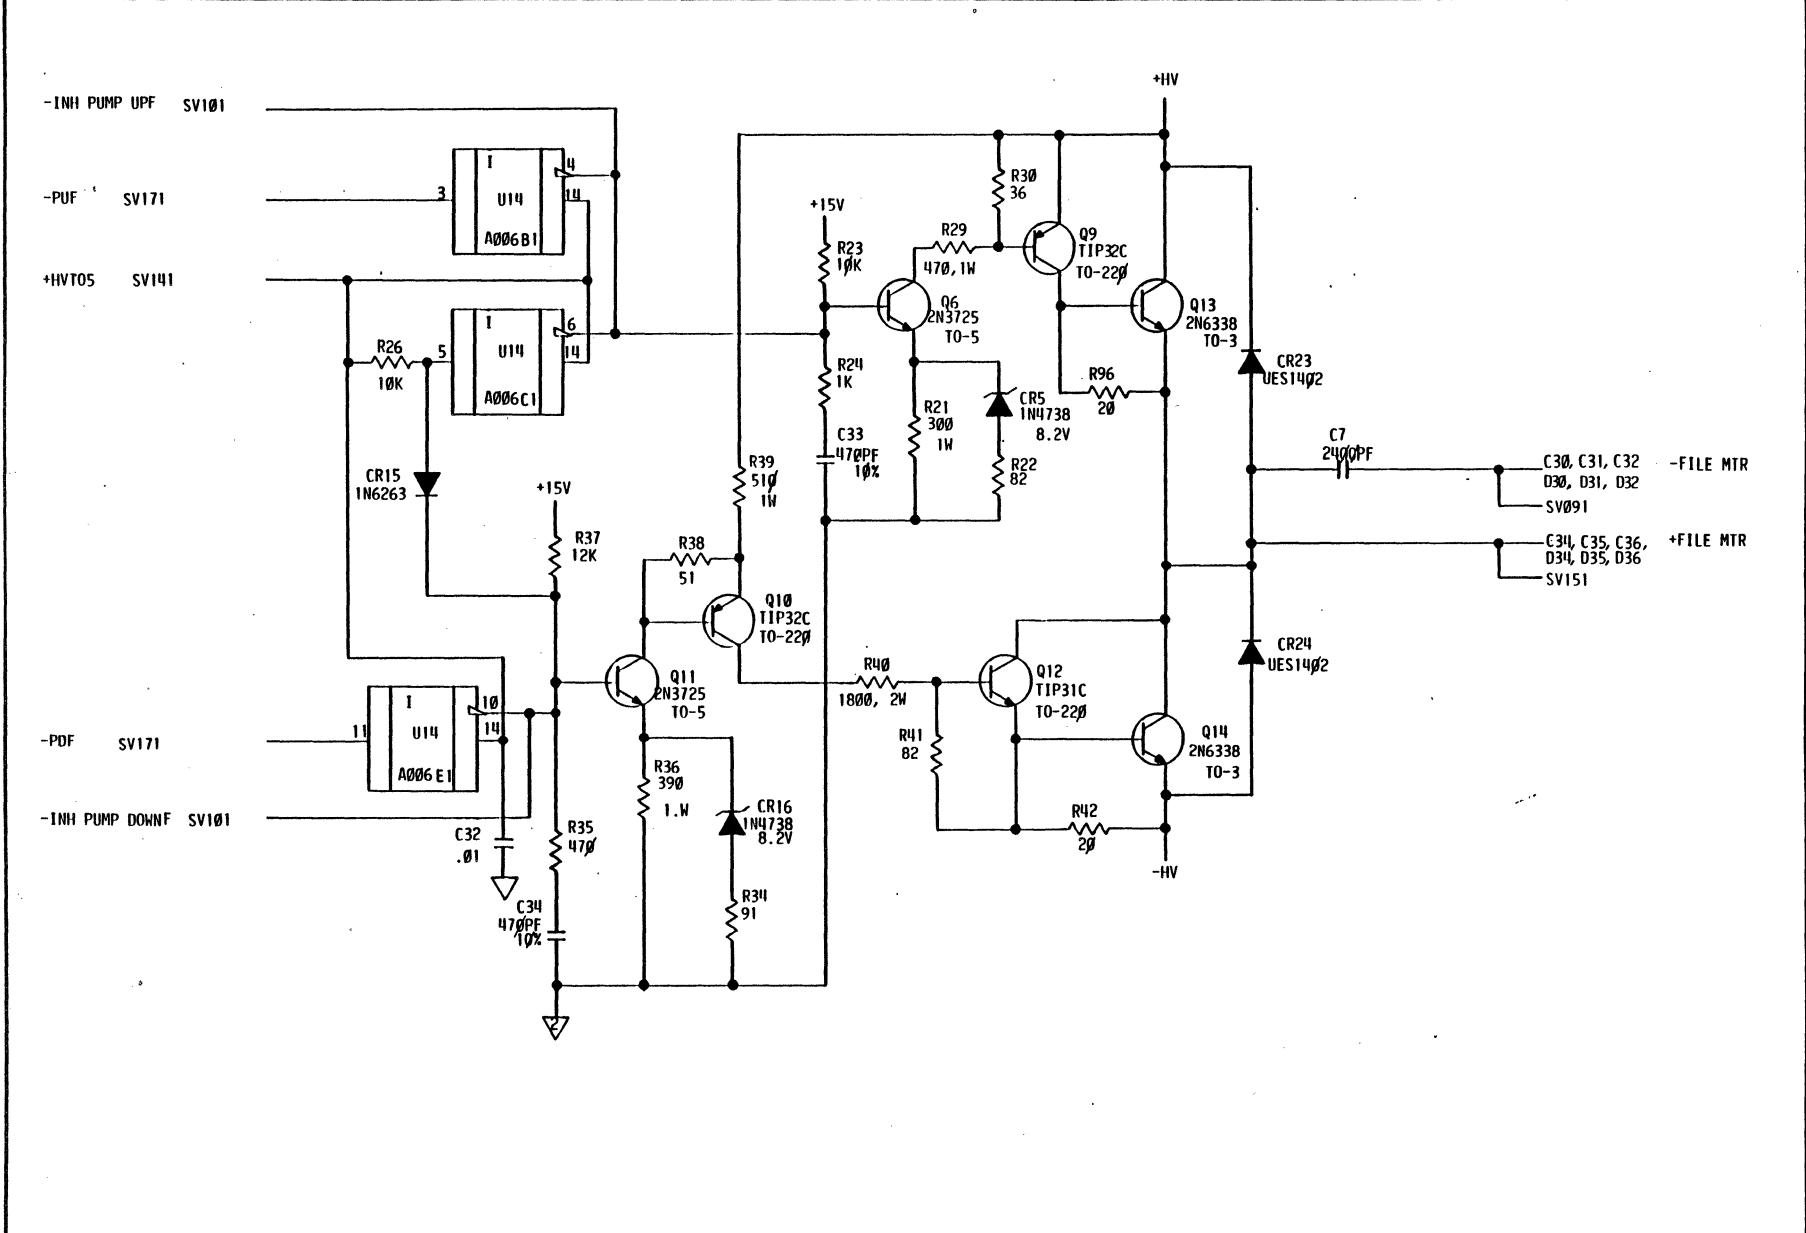 -INH PUMP UPF SV101
-PUF SV171
+HVTO5 SV141
3
I
U14
A006B1
4
14
5
I
U14
A006C1
6
14
R26
10K
CR15
1N6263
+15V
R37
12K
-PDF SV171
11
I
U14
A006E1
10
14
-INH PUMP DOWNF SV101
C32
.01
R35
470
C34
470PF
10%
2
R38
51
R39
510
1W
Q10
TIP32C
TO-220
Q11
2N3725
TO-5
R36
390
1.W
CR16
1N4738
8.2V
R34
91
+15V
R23
10K
R24
1K
C33
470PF
10%
R29
470,1W
Q6
2N3725
TO-5
R21
300
1W
CR5
1N4738
8.2V
R22
82
R30
36
Q9
TIP32C
TO-220
+HV
Q13
2N6338
TO-3
R96
20
CR23
UES1402
C7
2400PF
C30, C31, C32 -FILE MTR
D30, D31, D32
SV091
C34, C35, C36, +FILE MTR
D34, D35, D36
SV151
R40
1800, 2W
R41
82
Q12
TIP31C
TO-220
Q14
2N6338
TO-3
R42
20
-HV
CR24
UES1402